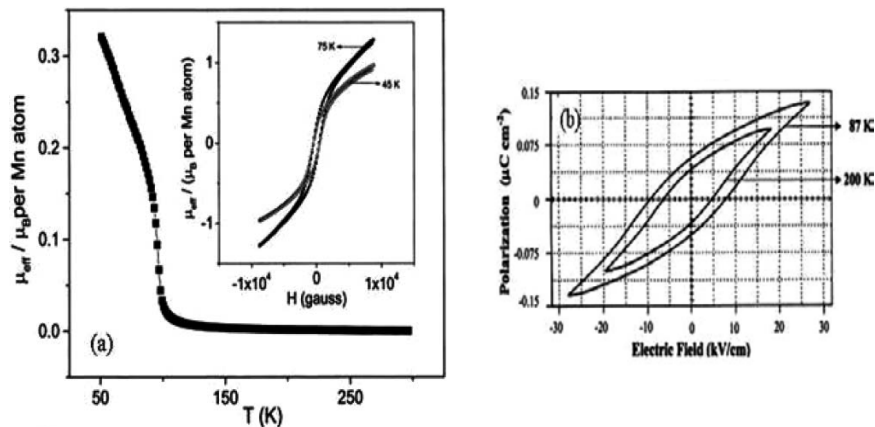 μeff / μB per Mn atom
0.3
0.2
0.1
0.0
(a)
50
150
250
T (K)
μeff / (μB per Mn atom)
1
0
-1
75 K
45 K
-1x10⁴
0
1x10⁴
H (gauss)
Polarization (μC cm⁻²)
0.15
0.075
0
-0.075
-0.15
(b)
87 K
200 K
-30
-20
-10
0
10
20
30
Electric Field (kV/cm)